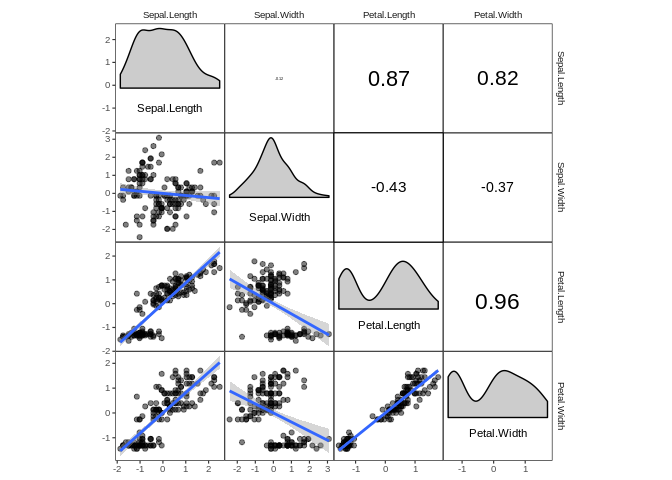 Sepal.Length Sepal.Width Petal.Length Petal.Width
2
1
0
-1
-2
Sepal.Length
-0.12
0.87
0.82
Sepal.Length
3
2
1
0
-1
-2
Sepal.Width
-0.43
-0.37
Sepal.Width
2
1
0
-1
-2
Petal.Length
0.96
Petal.Length
2
1
0
-1
Petal.Width
Petal.Width
-2 -1 0 1 2
-2 -1 0 1 2 3
-1 0 1
-1 0 1